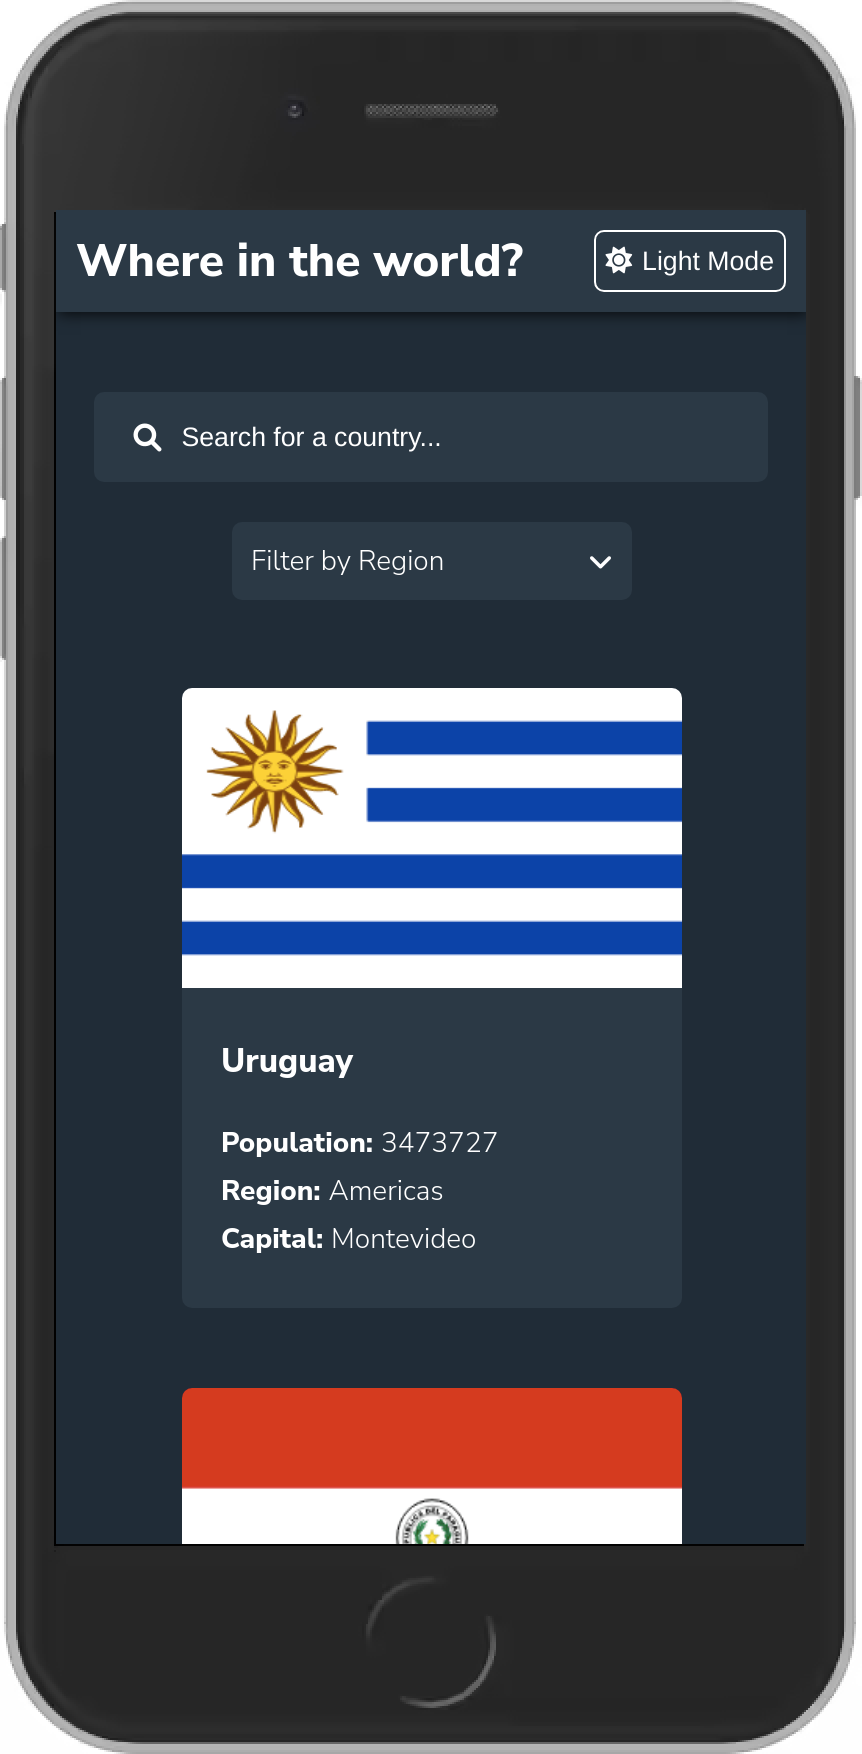 Where in the world?
Light Mode
Search for a country...
Filter by Region
Uruguay
Population: 3473727
Region: Americas
Capital: Montevideo